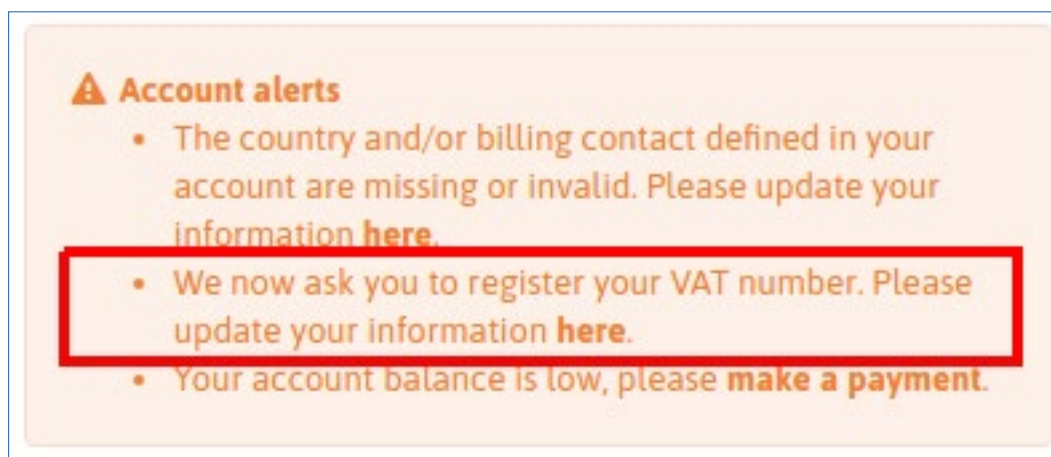 Account alerts
• The country and/or billing contact defined in your
account are missing or invalid. Please update your
information here.
• We now ask you to register your VAT number. Please
update your information here.
• Your account balance is low, please make a payment.